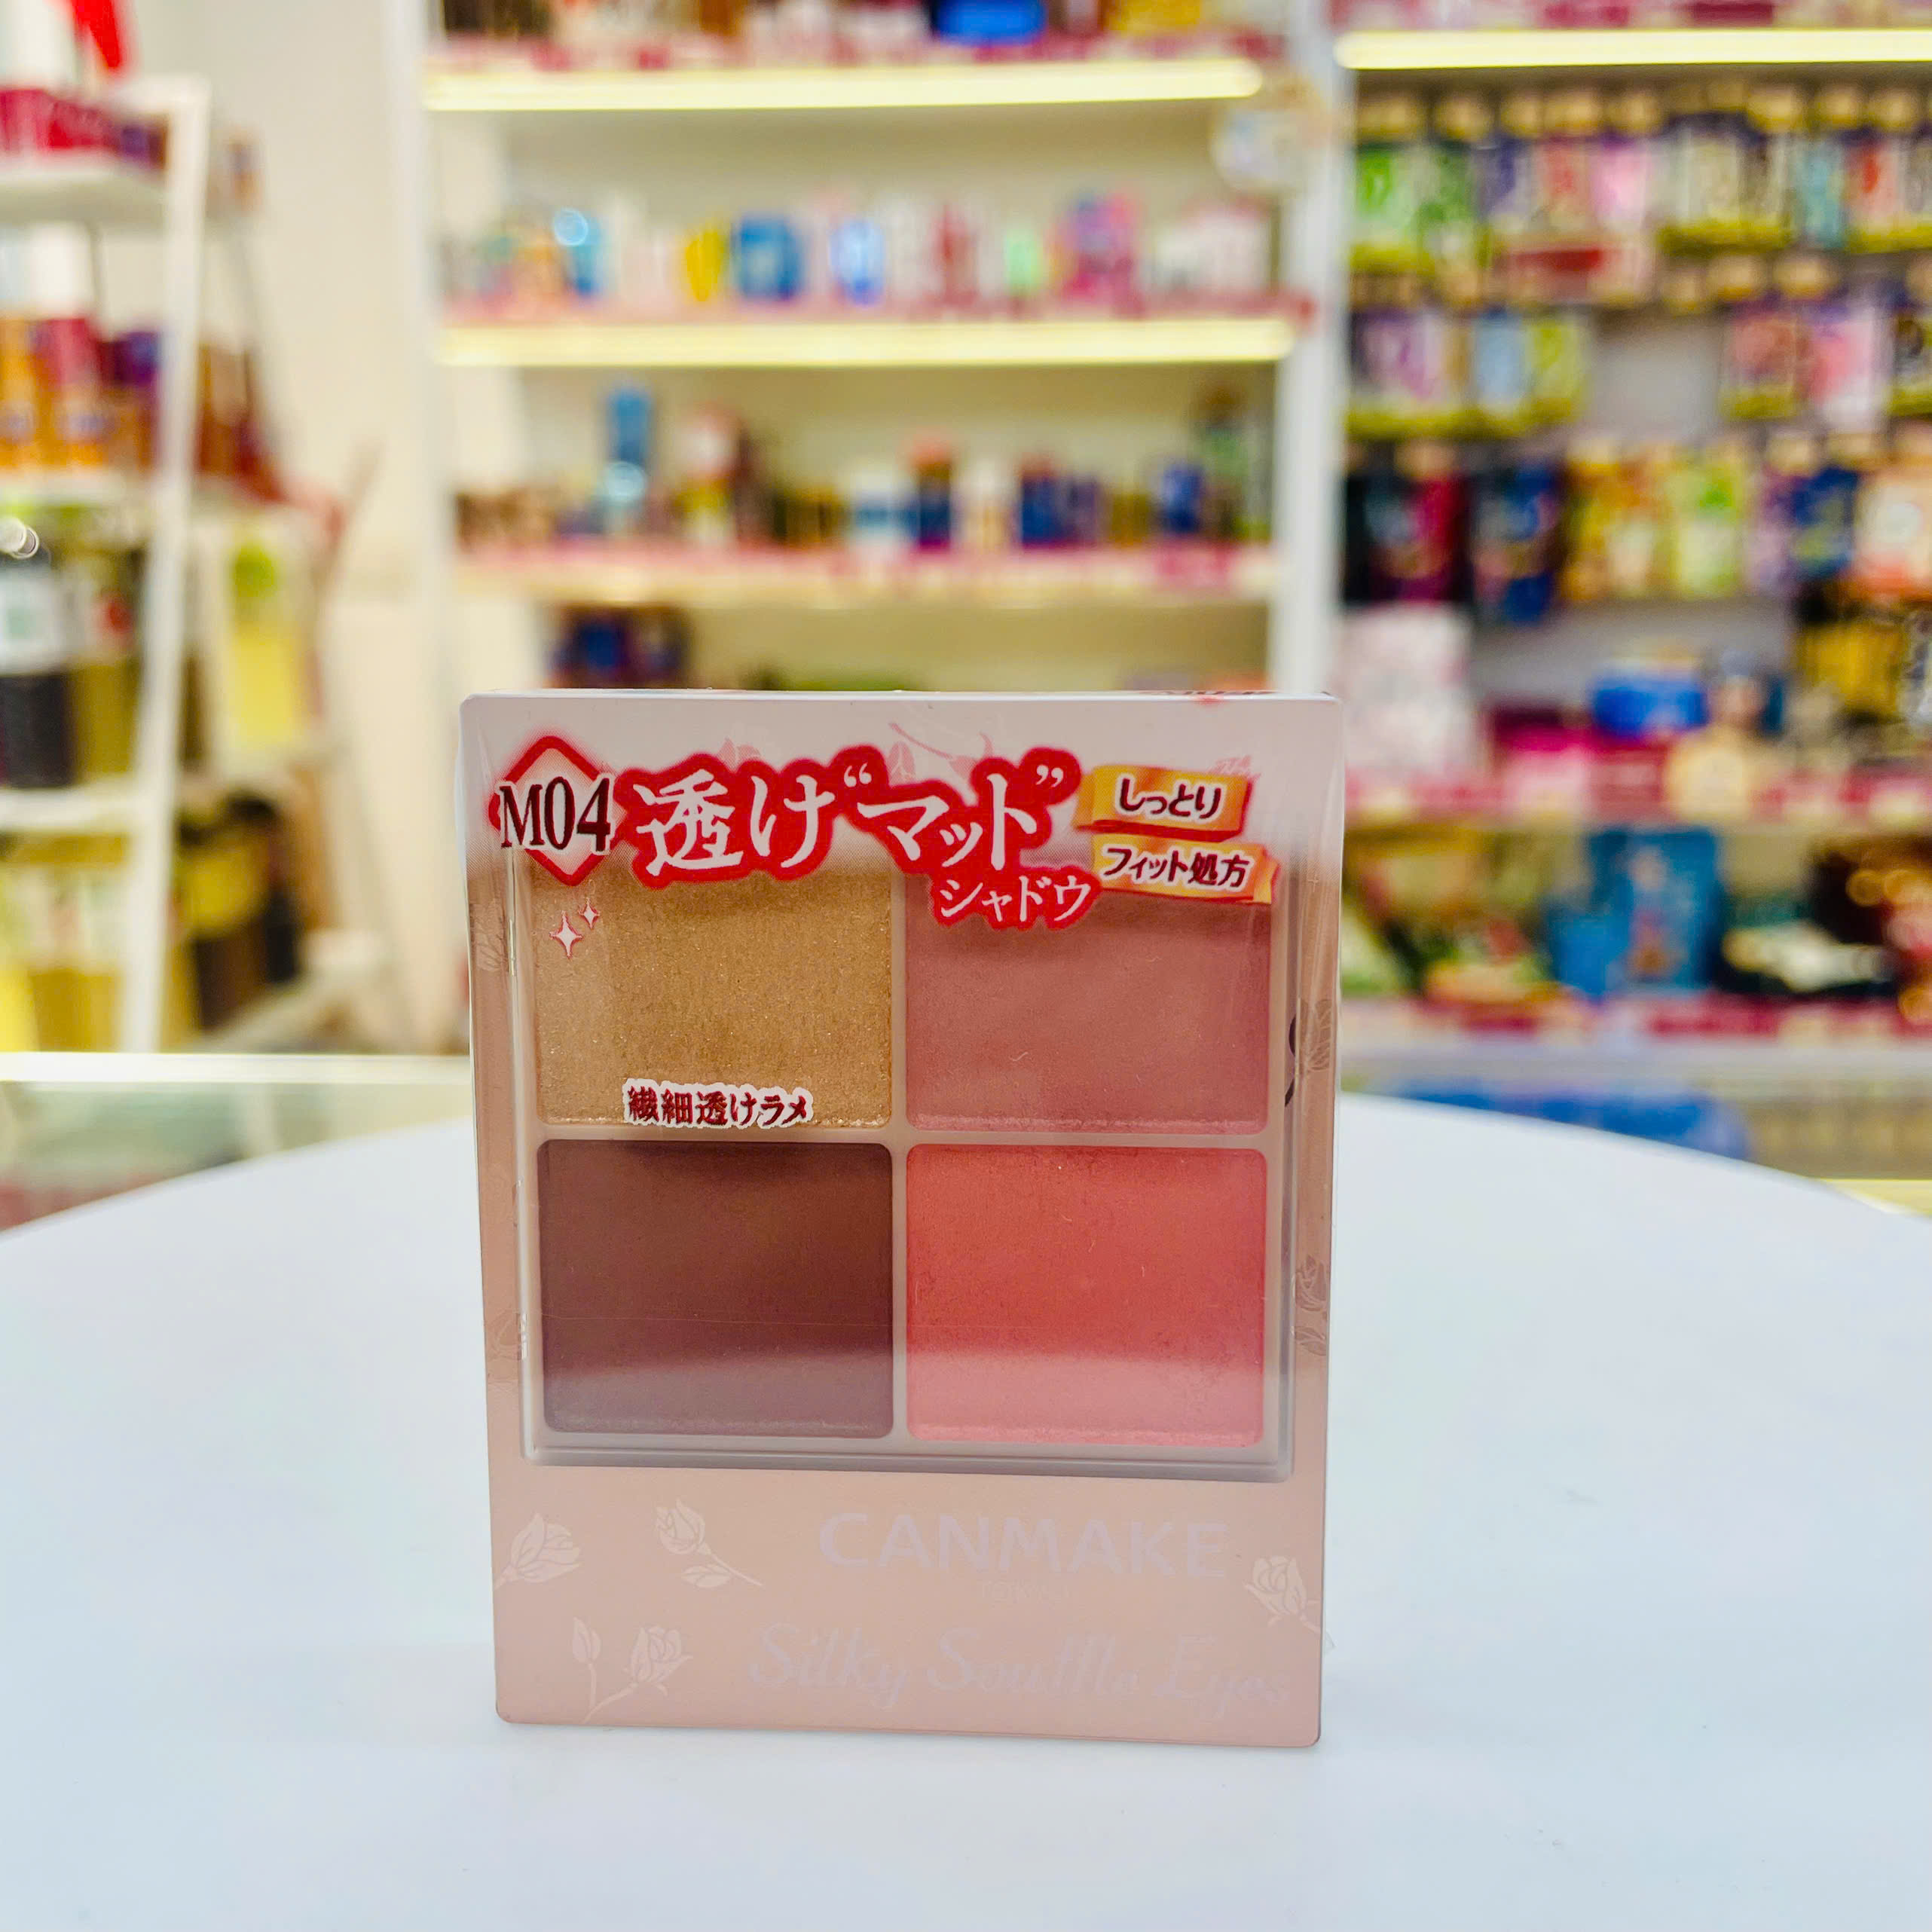 M04
透け“マット”
シャドウ
しっとり
フィット処方
繊細透けラメ
CANMAKE
Silky Souffle Eyes